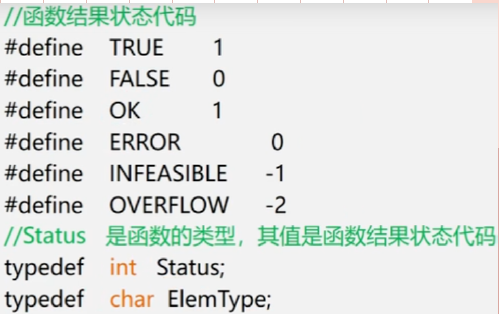 //函数结果状态代码
#define TRUE 1
#define FALSE 0
#define OK 1
#define ERROR 0
#define INFEASIBLE -1
#define OVERFLOW -2
//Status 是函数的类型，其值是函数结果状态代码
typedef int Status;
typedef char ElemType;